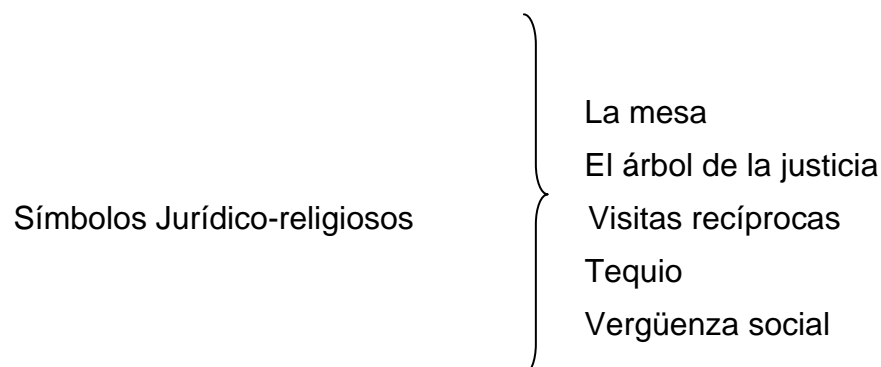 La mesa
El árbol de la justicia
Símbolos Jurídico-religiosos
Visitas recíprocas
Tequio
Vergüenza social